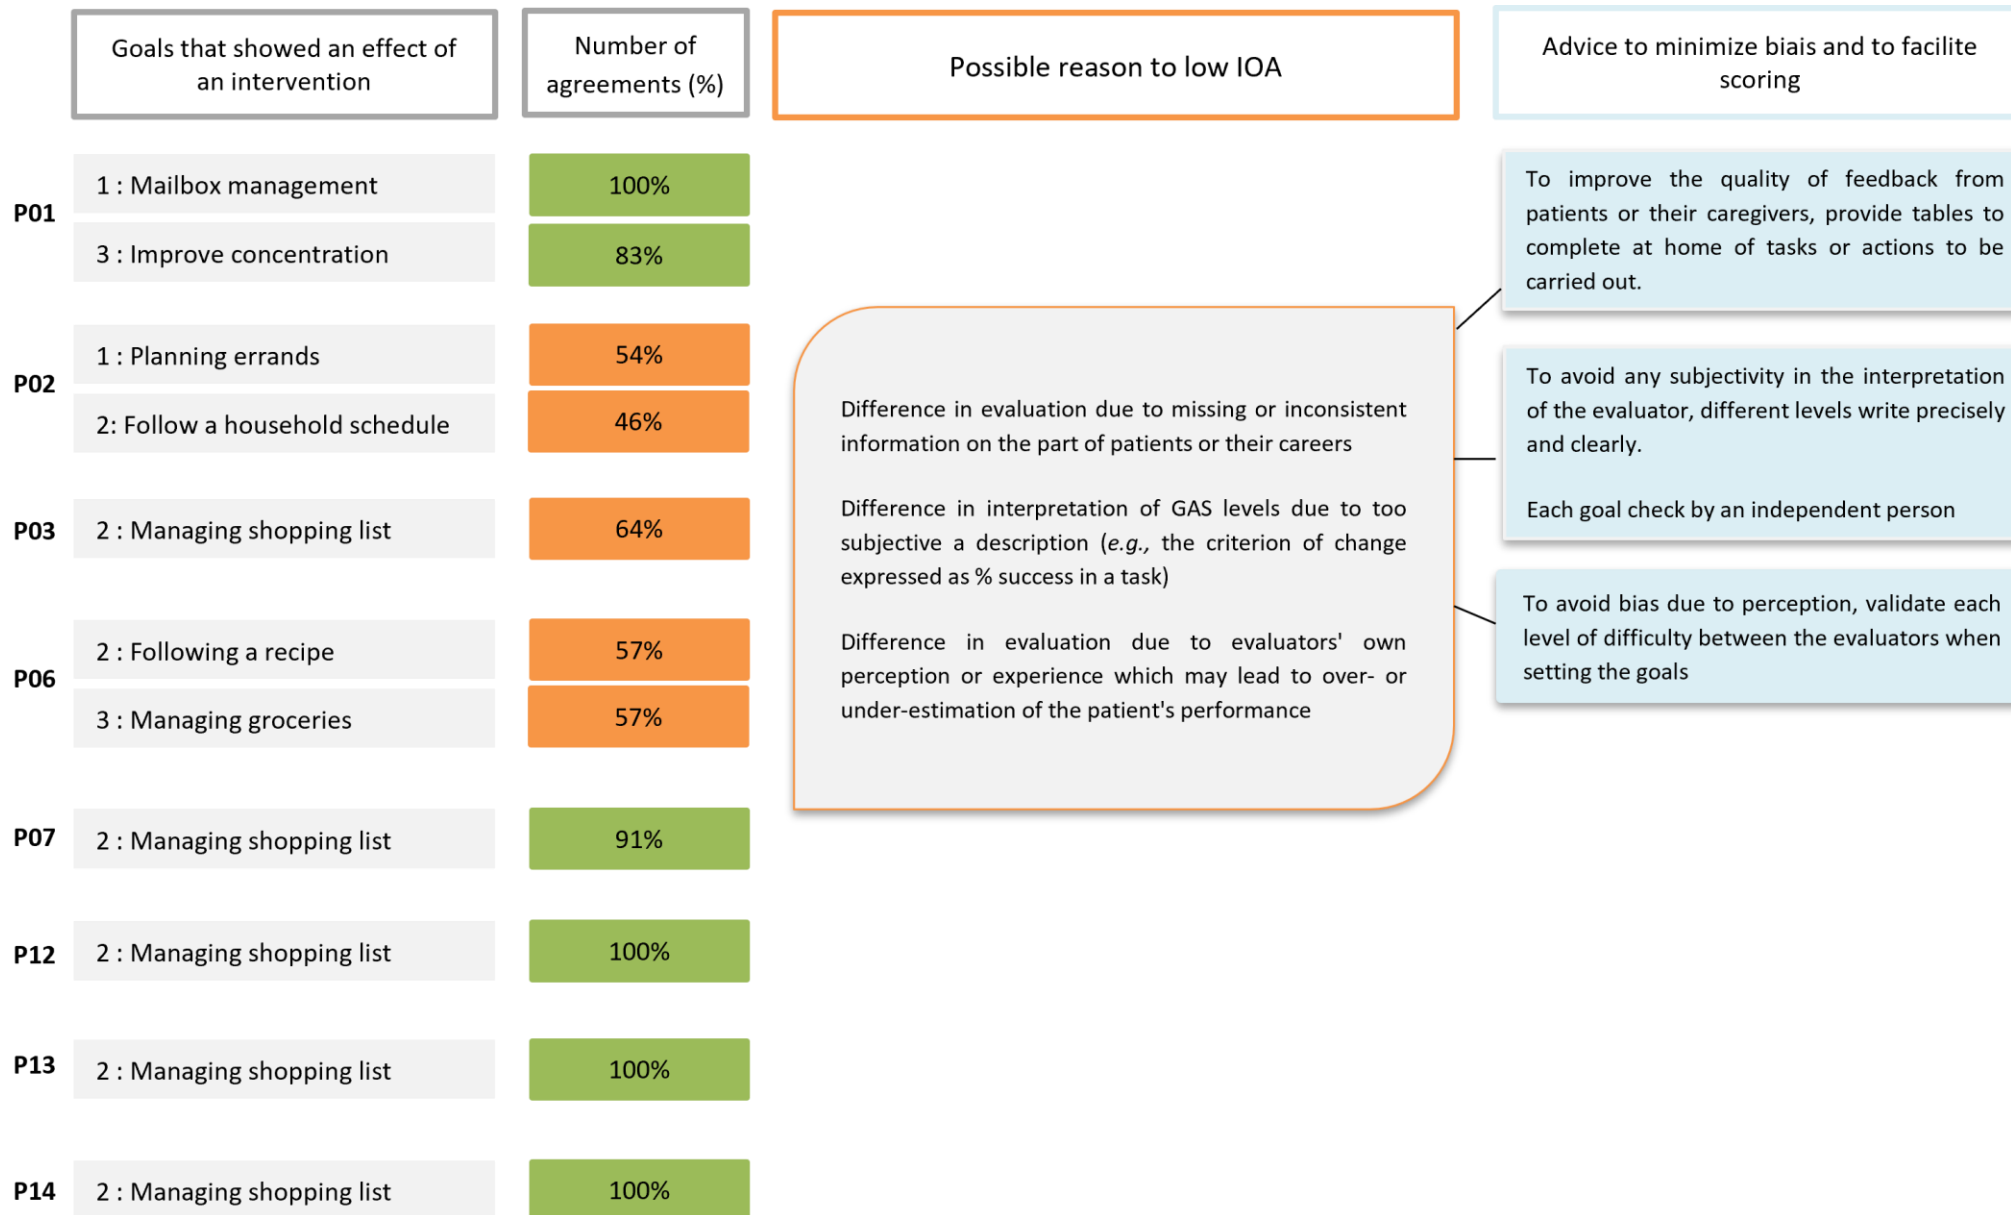 Goals that showed an effect of
an intervention
Number of
agreements (%)
Possible reason to low IOA
Advice to minimize biais and to facilite
scoring
P01
1 : Mailbox management
100%
3 : Improve concentration
83%
P02
1 : Planning errands
54%
2: Follow a household schedule
46%
P03
2 : Managing shopping list
64%
P06
2 : Following a recipe
57%
3 : Managing groceries
57%
P07
2 : Managing shopping list
91%
P12
2 : Managing shopping list
100%
P13
2 : Managing shopping list
100%
P14
2 : Managing shopping list
100%
Difference in evaluation due to missing or inconsistent
information on the part of patients or their careers
Difference in interpretation of GAS levels due to too
subjective a description (e.g., the criterion of change
expressed as % success in a task)
Difference in evaluation due to evaluators' own
perception or experience which may lead to over- or
under-estimation of the patient's performance
To improve the quality of feedback from
patients or their caregivers, provide tables to
complete at home of tasks or actions to be
carried out.
To avoid any subjectivity in the interpretation
of the evaluator, different levels write precisely
and clearly.
Each goal check by an independent person
To avoid bias due to perception, validate each
level of difficulty between the evaluators when
setting the goals